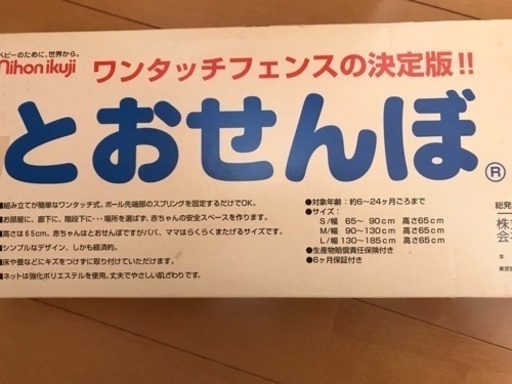 ベビーのために、世界から。
Nihon ikuji
ワンタッチフェンスの決定版!!
とおせんぼ®
●組み立てが簡単なワンタッチ式。ポール先端部のスプリングを固定するだけでOK。
●お部屋に、廊下に、階段下に・・・場所を選ばず、赤ちゃんの安全スペースを作ります。
●高さは65cm。赤ちゃんはとおせんぼですがパパ、ママはらくらくまたげるサイズです。
●シンプルなデザイン、しかも経済的。
●床や畳などにキズをつけずに取り付けていただけます。
●ネットは強化ポリエステルを使用。丈夫でやさしい肌ざわりです。
●対象年齢：約6〜24ヶ月ごろまで
●サイズ：
S/幅 65〜 90cm 高さ65cm
M/幅 90〜130cm 高さ65cm
L/幅 130〜185cm 高さ65cm
●生産物賠償責任保険付き
●6ヶ月保証付き
総発
株式
会社
本
東京